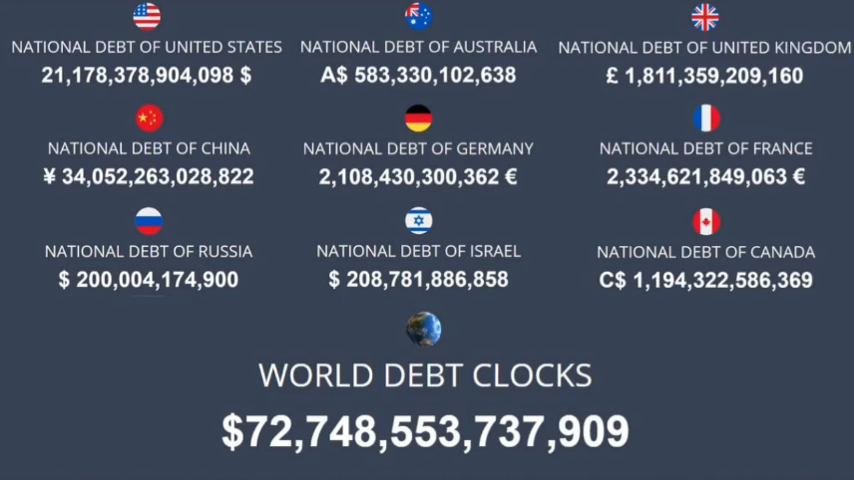 NATIONAL DEBT OF UNITED STATES
21,178,378,904,098 $
NATIONAL DEBT OF AUSTRALIA
A$ 583,330,102,638
NATIONAL DEBT OF UNITED KINGDOM
£ 1,811,359,209,160
NATIONAL DEBT OF CHINA
¥ 34,052,263,028,822
NATIONAL DEBT OF GERMANY
2,108,430,300,362 €
NATIONAL DEBT OF FRANCE
2,334,621,849,063 €
NATIONAL DEBT OF RUSSIA
$ 200,004,174,900
NATIONAL DEBT OF ISRAEL
$ 208,781,886,858
NATIONAL DEBT OF CANADA
C$ 1,194,322,586,369
WORLD DEBT CLOCKS
$72,748,553,737,909